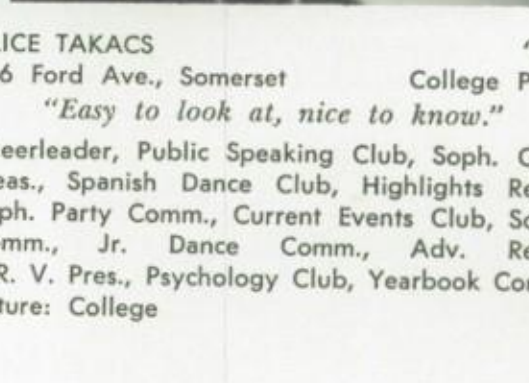 ICE TAKACS
6 Ford Ave., Somerset College P
"Easy to look at, nice to know."
eerleader, Public Speaking Club, Soph. C
eas., Spanish Dance Club, Highlights Re
ph. Party Comm., Current Events Club, So
omm., Jr. Dance Comm., Adv. Re
R. V. Pres., Psychology Club, Yearbook Con
ture: College